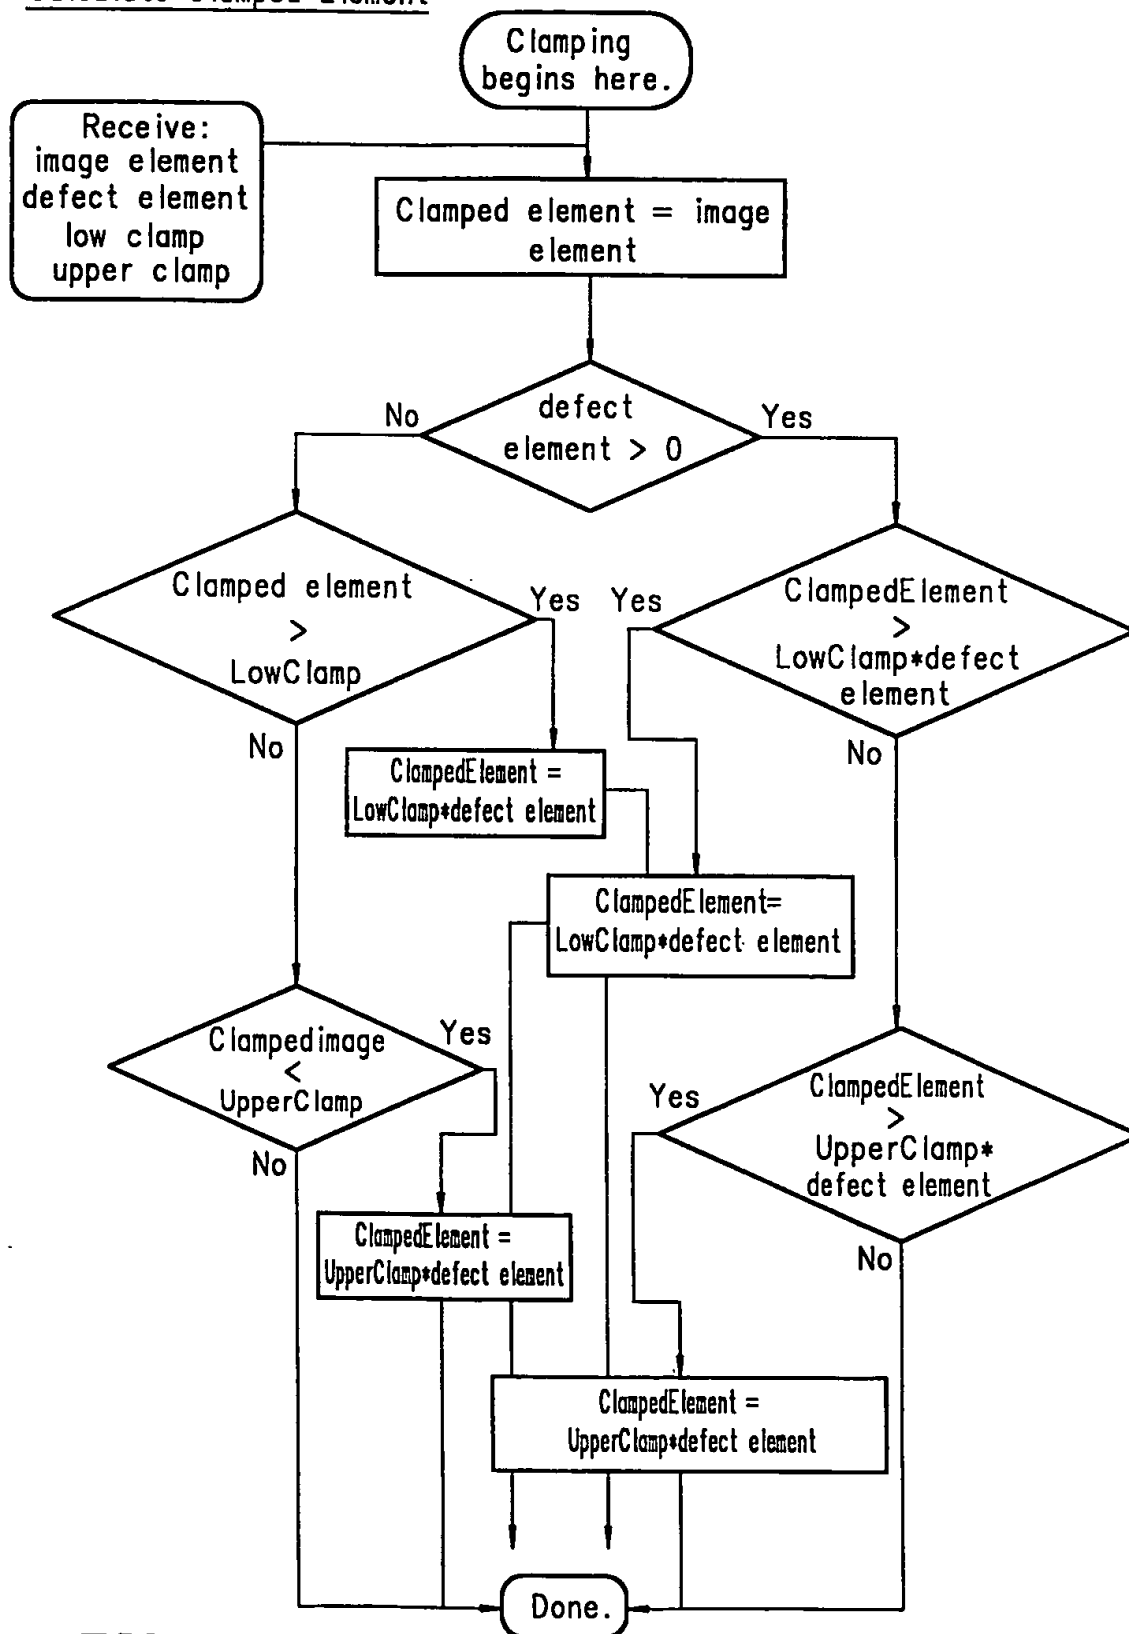 Clamped Element
Clamping
begins here.
Receive:
image element
defect element
low clamp
upper clamp
Clamped element = image
element
defect
element > 0
No
Yes
Clamped element
>
LowClamp
Yes
No
Yes
ClampedElement
>
LowClamp*defect
element
No
ClampedElement =
LowClamp*defect element
ClampedElement=
LowClamp*defect element
Clampedimage
<
UpperClamp
Yes
No
Yes
ClampedElement
>
UpperClamp*
defect element
No
ClampedElement =
UpperClamp*defect element
ClampedElement =
UpperClamp*defect element
Done.